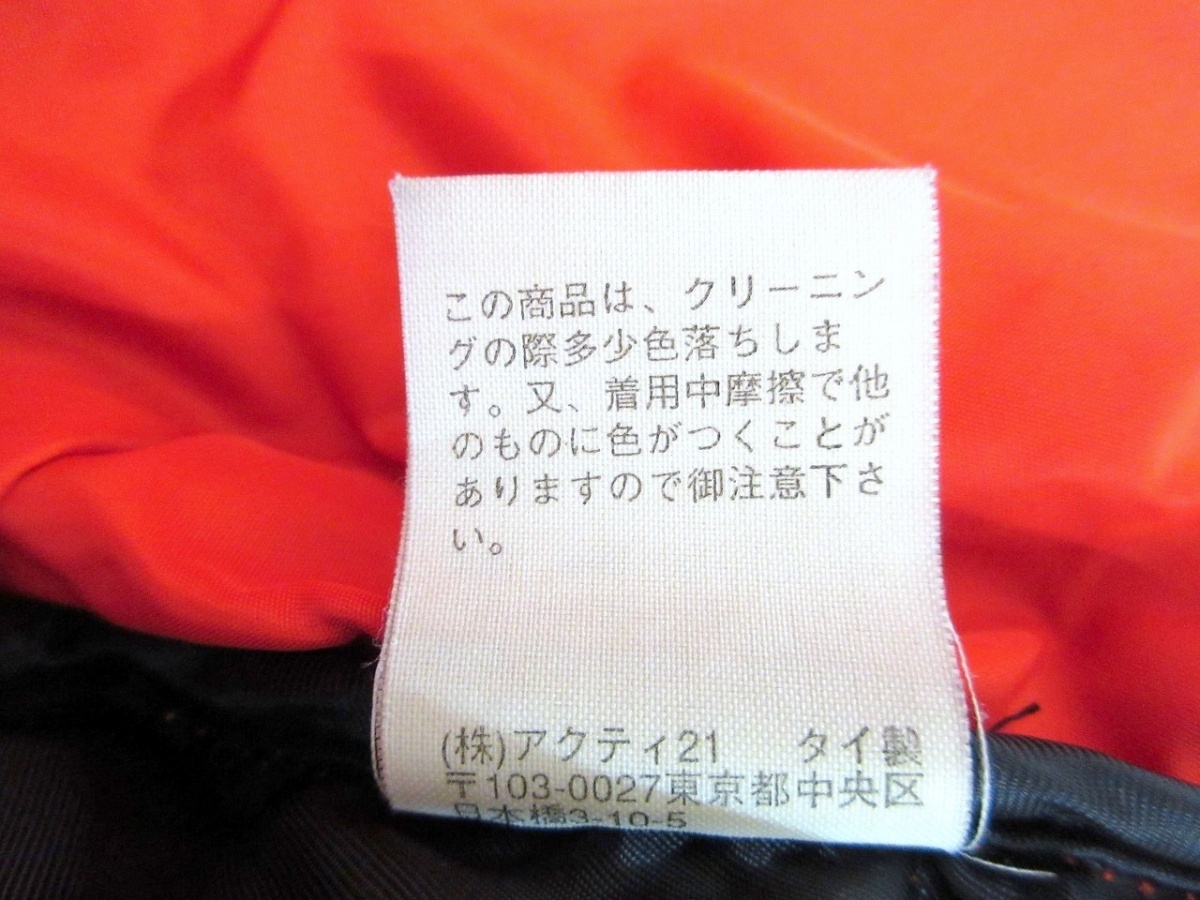 この商品は、クリーニン
グの際多少色落ちしま
す。又、着用中摩擦で他
のものに色がつくことが
ありますので御注意下さ
い。
(株)アクティ21 タイ製
〒103-0027東京都中央区
日本橋3-10-5